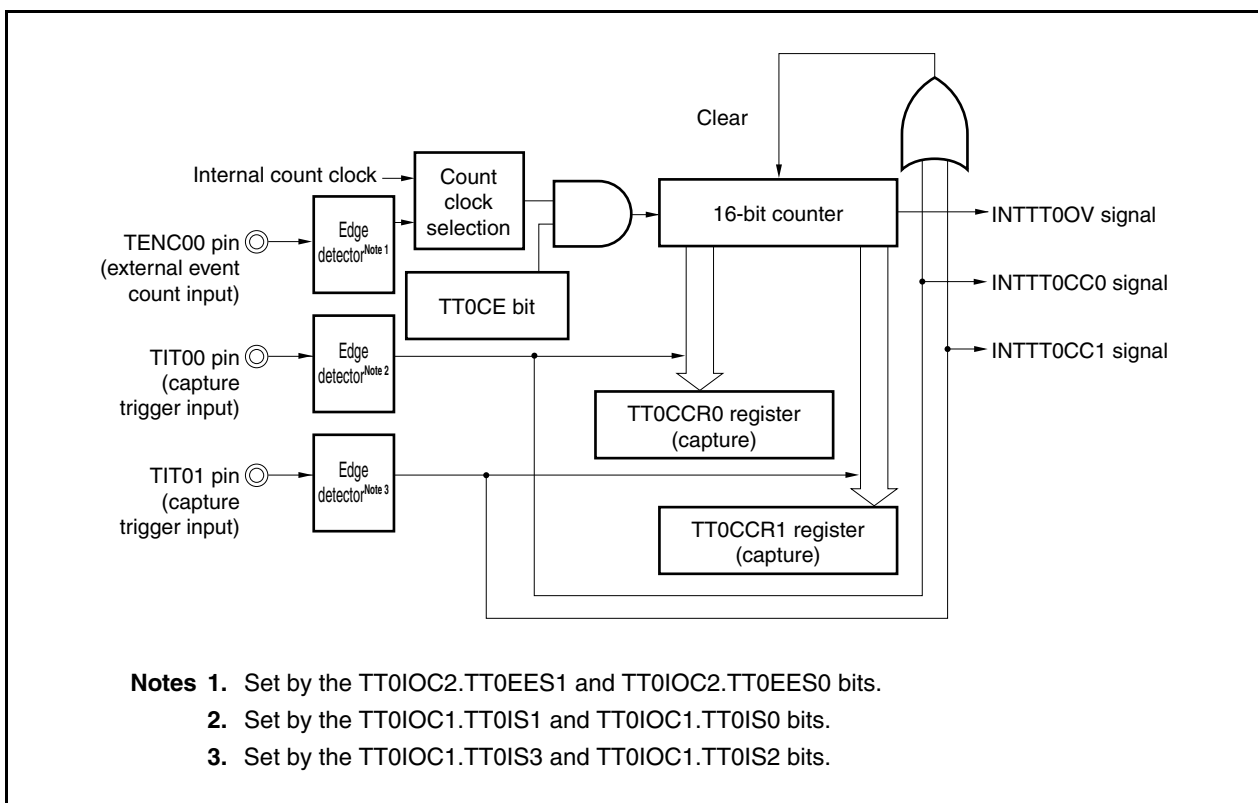 Clear
Internal count clock
Count
clock
selection
16-bit counter
INTTT0OV signal
TENC00 pin
(external event
count input)
Edge
detectorNote 1
TT0CE bit
INTTT0CC0 signal
TIT00 pin
(capture
trigger input)
Edge
detectorNote 2
INTTT0CC1 signal
TT0CCR0 register
(capture)
TIT01 pin
(capture
trigger input)
Edge
detectorNote 3
TT0CCR1 register
(capture)
Notes 1. Set by the TT0IOC2.TT0EES1 and TT0IOC2.TT0EES0 bits.
2. Set by the TT0IOC1.TT0IS1 and TT0IOC1.TT0IS0 bits.
3. Set by the TT0IOC1.TT0IS3 and TT0IOC1.TT0IS2 bits.